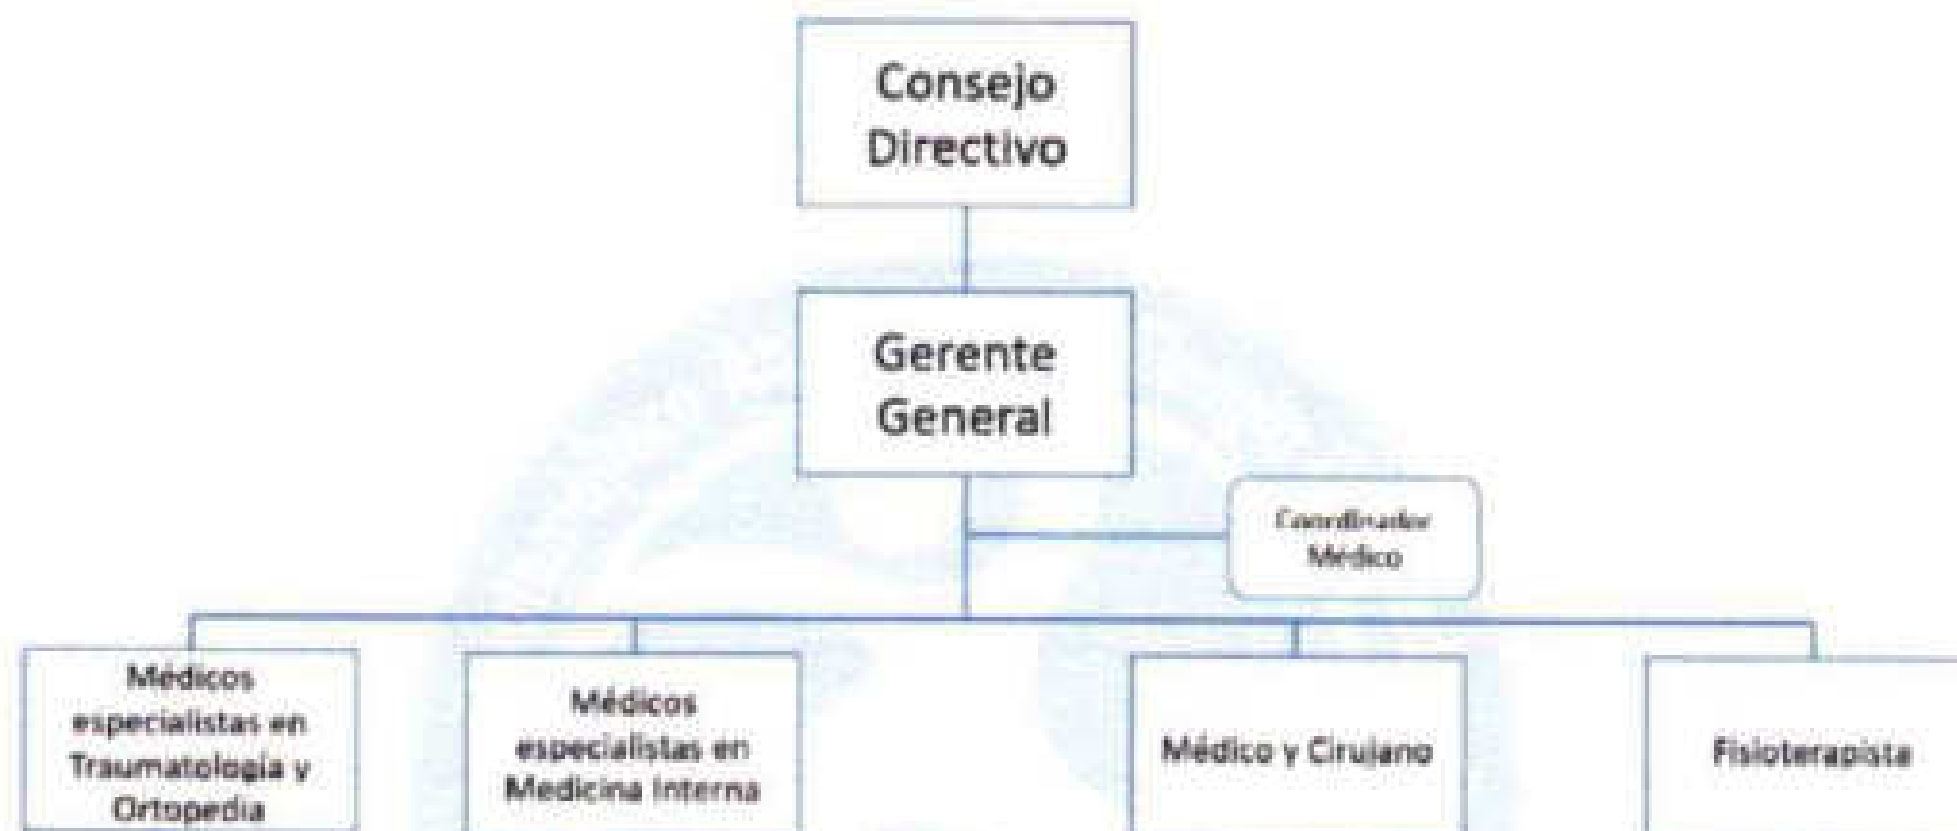 Consejo
Directivo
Gerente
General
Coordinador
Médico
Médicos
especialistas en
Traumatología y
Ortopedia
Médicos
especialistas en
Medicina Interna
Médico y Cirujano
Fisioterapista